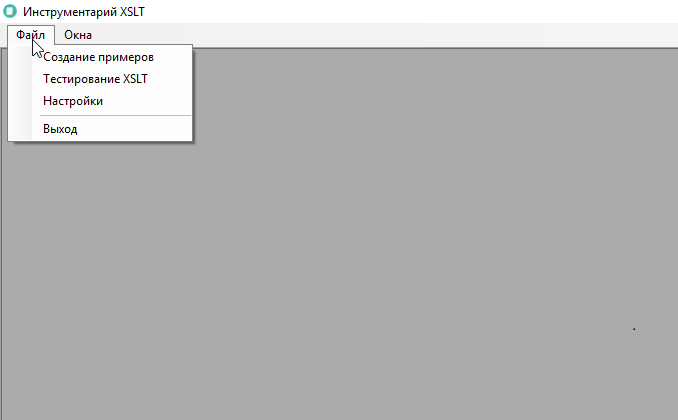 Инструментарий XSLT
Файл Окна
Создание примеров
Тестирование XSLT
Настройки
Выход